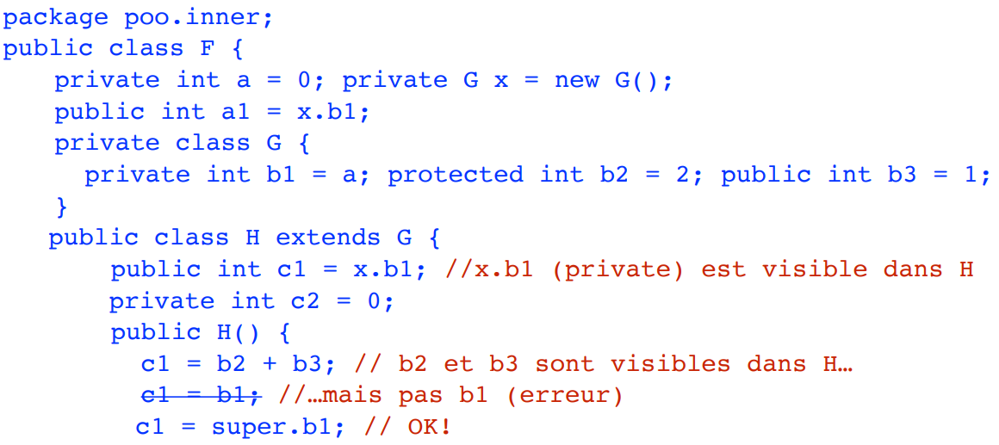 package poo.inner;
public class F {
private int a = 0; private G x = new G();
public int a1 = x.b1;
private class G {
private int b1 = a; protected int b2 = 2; public int b3 = 1;
}
public class H extends G {
public int c1 = x.b1; //x.b1 (private) est visible dans H
private int c2 = 0;
public H() {
c1 = b2 + b3; // b2 et b3 sont visibles dans H…
c1 = b1; //…mais pas b1 (erreur)
c1 = super.b1; // OK!